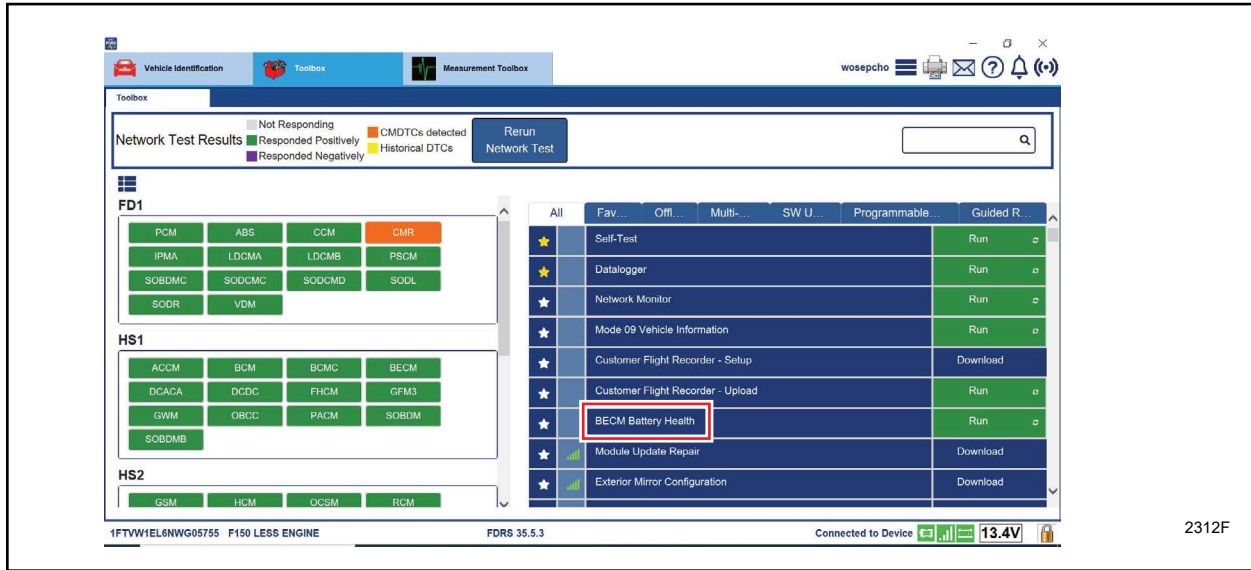 Vehicle Identification
Toolbox
Measurement Toolbox
wosepcho
Toolbox
Network Test Results
Not Responding
Responded Positively
Responded Negatively
CMDTCs detected
Historical DTCs
Rerun
Network Test
FD1
PCM ABS CCM CMR
IPMA LDCMA LDCMB PSCM
SOBDMC SODCMC SODCMD SODL
SODR VDM
HS1
ACCM BCM BCMC BECM
DCACA DCDC FHCM GFM3
GWM OBCC PACM SOBDM
SOBDMB
HS2
GSM HCM OCSM RCM
All Fav... Offl... Multi-... SW U... Programmable... Guided R...
Self-Test Run
Datalogger Run
Network Monitor Run
Mode 09 Vehicle Information Run
Customer Flight Recorder - Setup Download
Customer Flight Recorder - Upload Run
BECM Battery Health Run
Module Update Repair Download
Exterior Mirror Configuration Download
1FTVW1EL6NWG05755 F150 LESS ENGINE FDRS 35.5.3 Connected to Device 13.4V
2312F